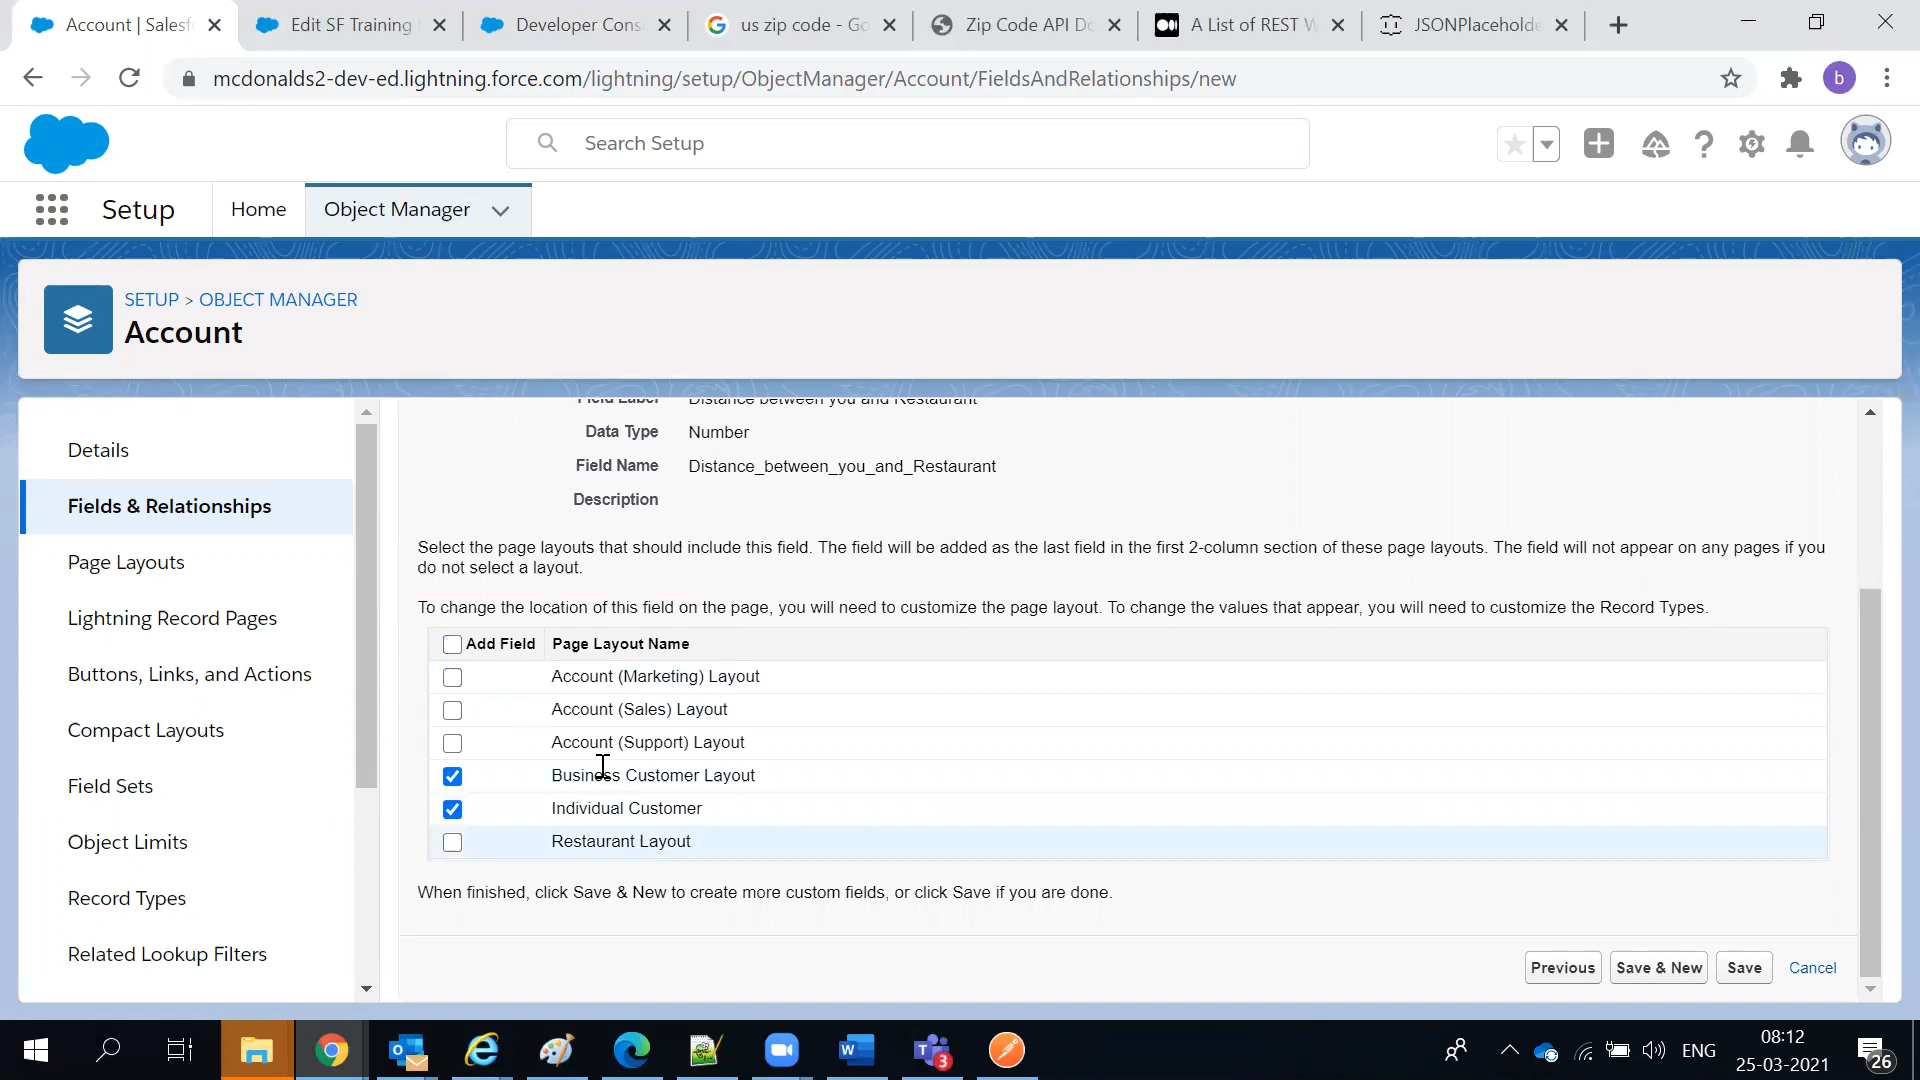 Account | Salesf
Edit SF Training
Developer Cons
us zip code - Go
Zip Code API Do
A List of REST W
JSONPlaceholde
mcdonalds2-dev-ed.lightning.force.com/lightning/setup/ObjectManager/Account/FieldsAndRelationships/new
b
Search Setup
Setup
Home
Object Manager
SETUP > OBJECT MANAGER
Account
Details
Fields & Relationships
Page Layouts
Lightning Record Pages
Buttons, Links, and Actions
Compact Layouts
Field Sets
Object Limits
Record Types
Related Lookup Filters
Field Label Distance between you and Restaurant
Data Type Number
Field Name Distance_between_you_and_Restaurant
Description
Select the page layouts that should include this field. The field will be added as the last field in the first 2-column section of these page layouts. The field will not appear on any pages if you
do not select a layout.
To change the location of this field on the page, you will need to customize the page layout. To change the values that appear, you will need to customize the Record Types.
Add Field Page Layout Name
Account (Marketing) Layout
Account (Sales) Layout
Account (Support) Layout
Business Customer Layout
Individual Customer
Restaurant Layout
When finished, click Save & New to create more custom fields, or click Save if you are done.
Previous Save & New Save Cancel
3
ENG
08:12
25-03-2021
26